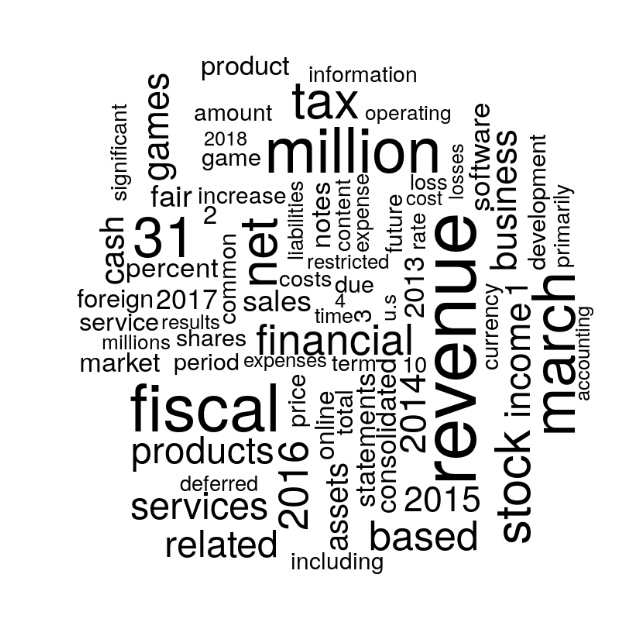 product
information
significant
games
tax
amount
operating
2018
game
million
losses
software
business
development
fair
increase
liabilities
notes
content
expense
loss
cost
primarily
2
cash
31
net
future
rate
revenue
percent
common
restricted
costs
due
2013
foreign
2017
sales
4
time
3
u.s
currency
1
march
service
results
millions
shares
financial
income
accounting
market
period
expenses
term
10
fiscal
price
online
total
statements
consolidated
2014
products
2016
stock
deferred
services
assets
2015
related
based
including